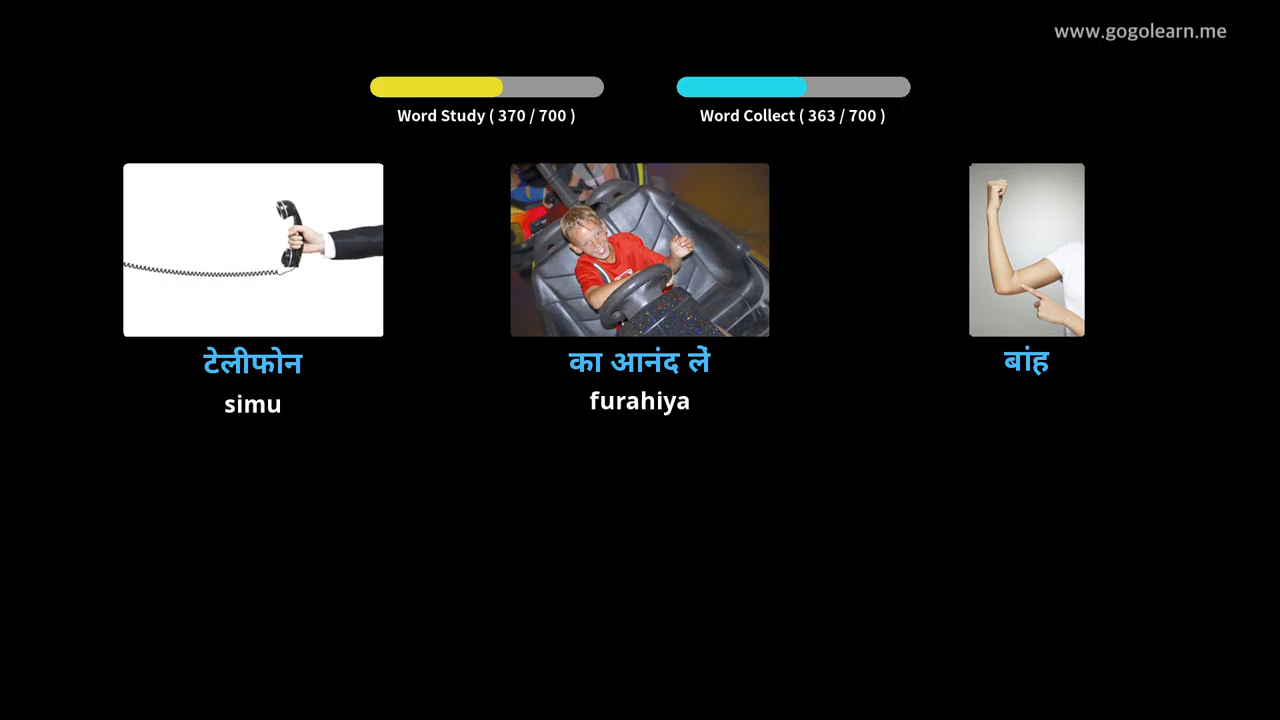 www.gogolearn.me
Word Study ( 370 / 700 )
Word Collect ( 363 / 700 )
टेलीफोन
का आनंद लें
बांह
simu
furahiya